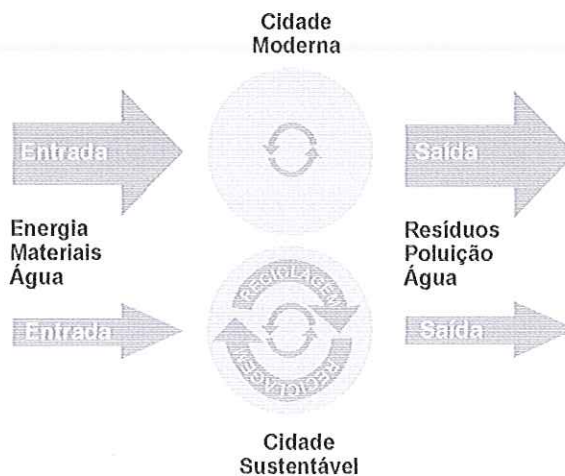 Cidade
Moderna
Entrada
Saída
Energia
Materiais
Água
Resíduos
Poluição
Água
RECICLAGEM
Entrada
Saída
RECICLAGEM
Cidade
Sustentável